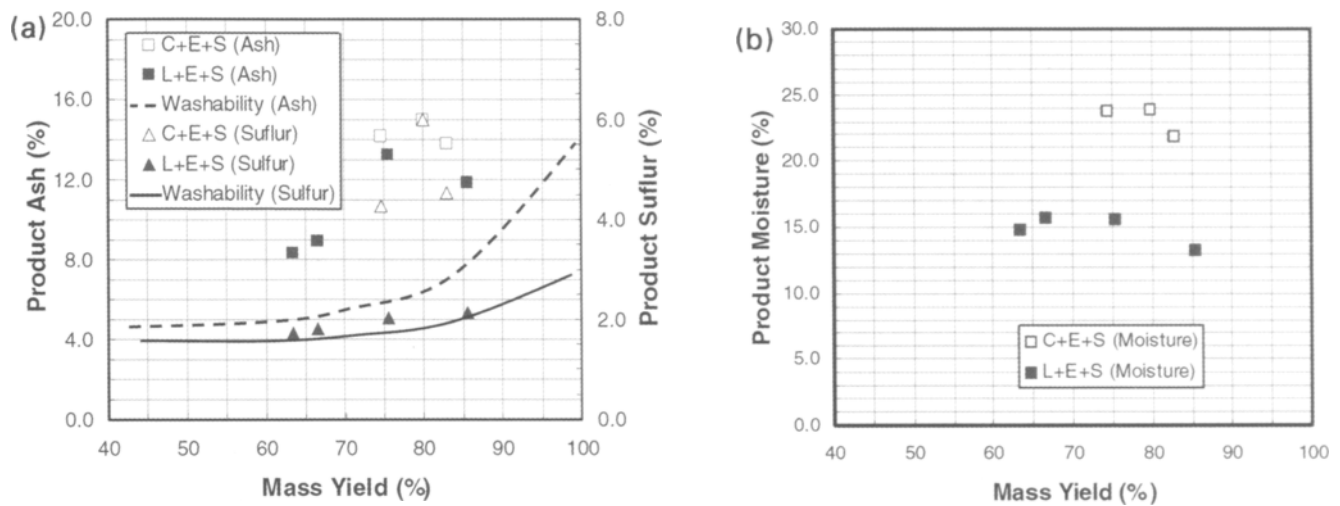 (a)
20.0
16.0
12.0
8.0
4.0
0.0
Product Ash (%)
C+E+S (Ash)
L+E+S (Ash)
Washability (Ash)
C+E+S (Suflur)
L+E+S (Sulfur)
Washability (Sulfur)
8.0
6.0
4.0
2.0
0.0
Product Suflur (%)
40 50 60 70 80 90 100
Mass Yield (%)
(b)
30.0
25.0
20.0
15.0
10.0
5.0
0.0
Product Moisture (%)
C+E+S (Moisture)
L+E+S (Moisture)
40 50 60 70 80 90 100
Mass Yield (%)